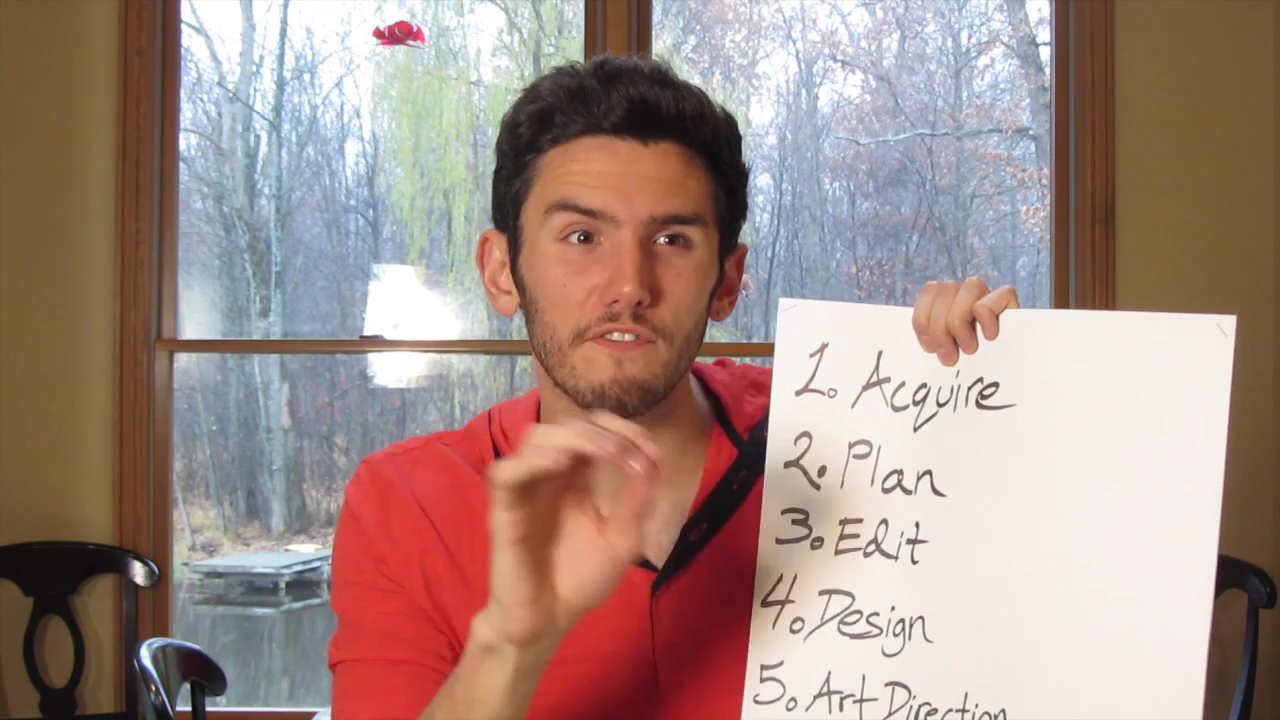 1. Acquire
2. Plan
3. Edit
4. Design
5. Art Direction